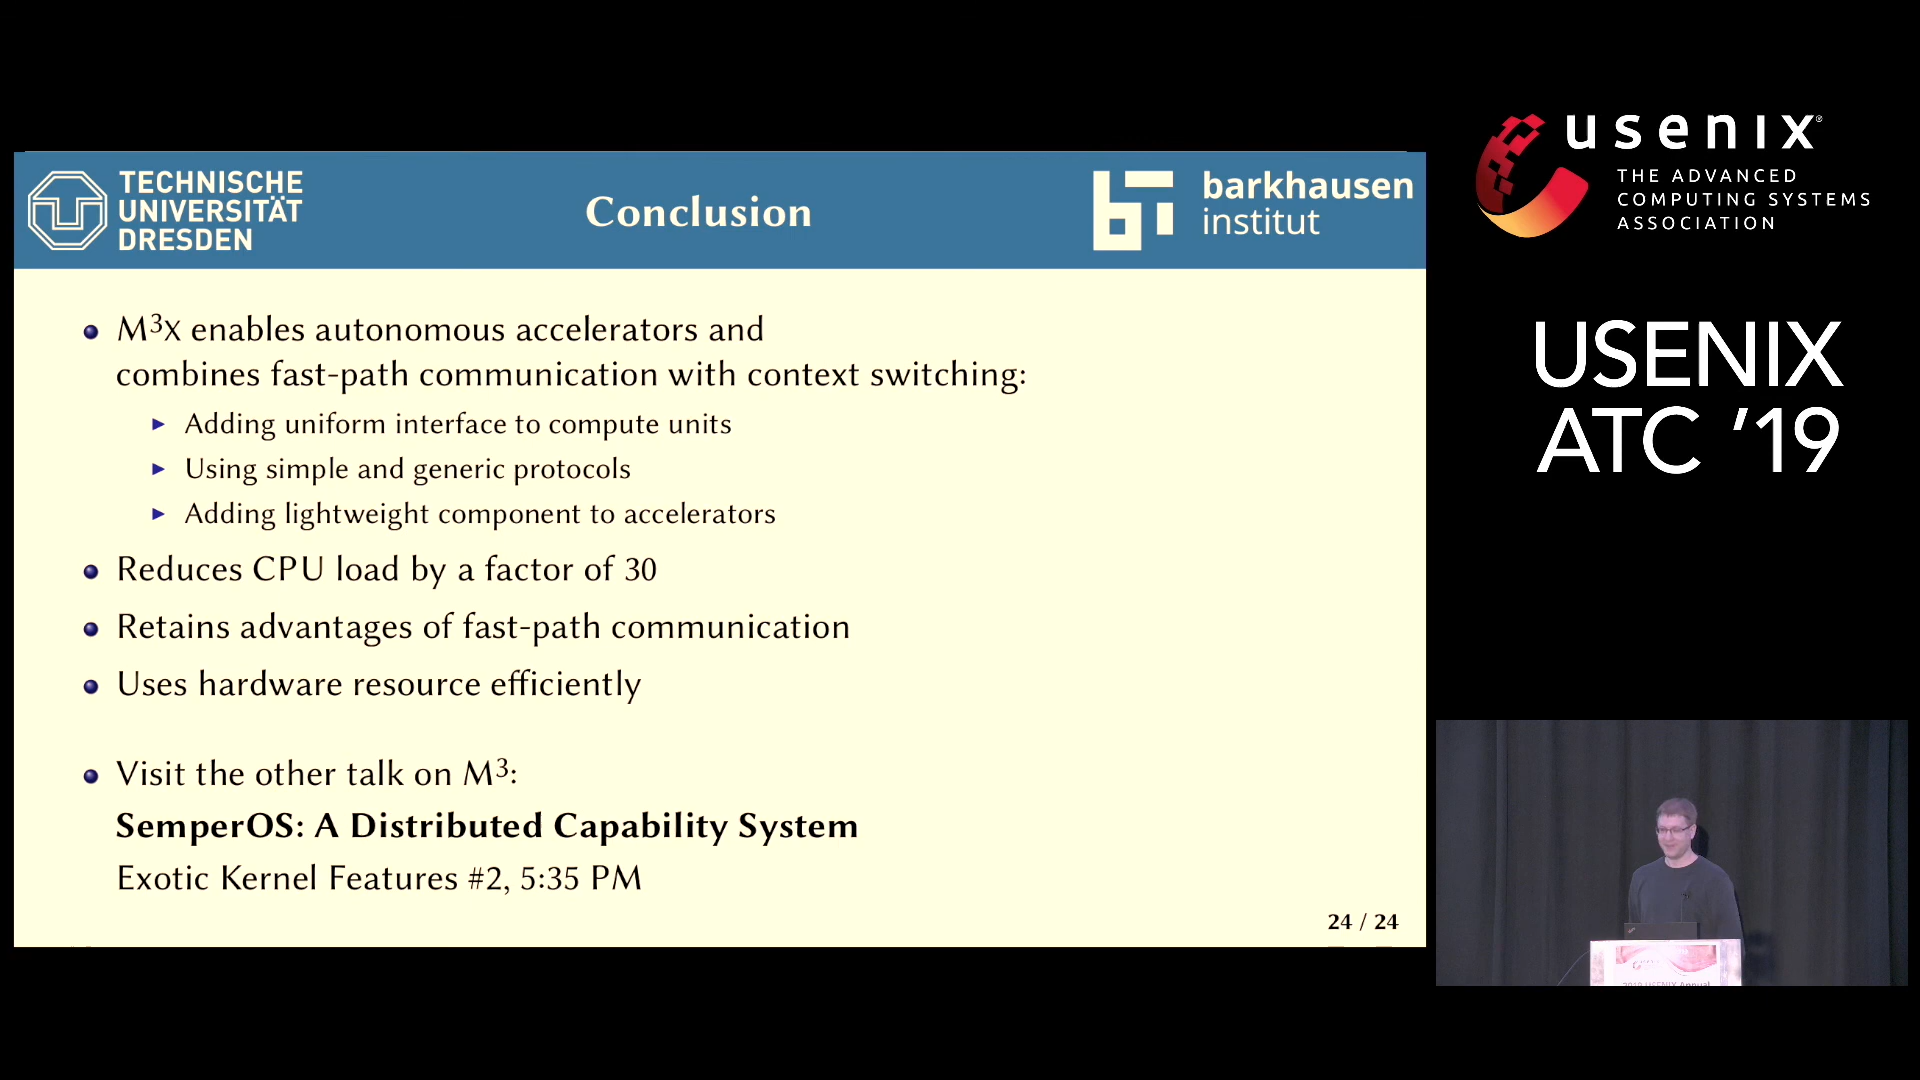 TECHNISCHE
UNIVERSITÄT
DRESDEN
Conclusion
barkhausen
institut
M³x enables autonomous accelerators and
combines fast-path communication with context switching:
Adding uniform interface to compute units
Using simple and generic protocols
Adding lightweight component to accelerators
Reduces CPU load by a factor of 30
Retains advantages of fast-path communication
Uses hardware resource efficiently
Visit the other talk on M³:
SemperOS: A Distributed Capability System
Exotic Kernel Features #2, 5:35 PM
24 / 24
usenix®
THE ADVANCED
COMPUTING SYSTEMS
ASSOCIATION
USENIX
ATC ’19
2019 USENIX Annual